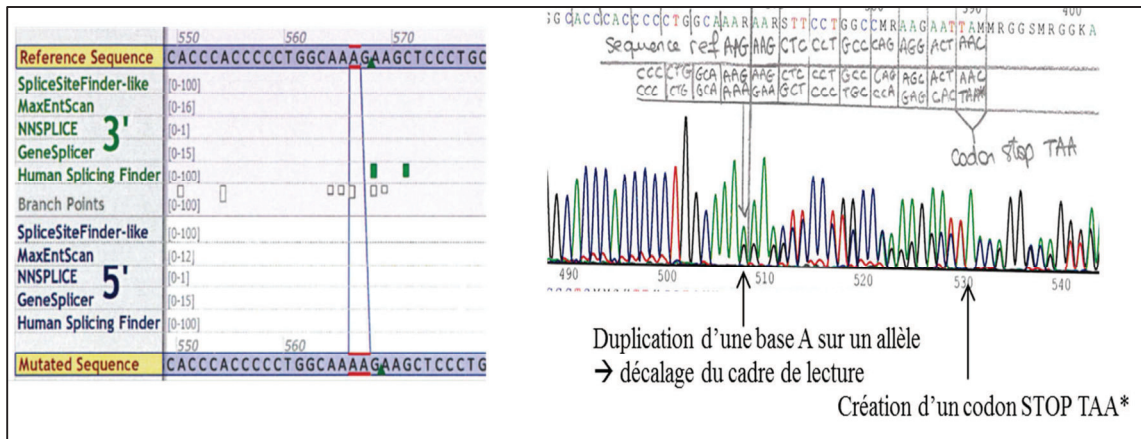 550 560 570
Reference Sequence CACCCACCCCCTGGCAAAGAAGCTCCCTGC
SpliceSiteFinder-like [0-100]
MaxEntScan [0-16]
NNSPLICE [0-1]
GeneSplicer [0-15]
3'
Human Splicing Finder [0-100]
Branch Points [0-100]
SpliceSiteFinder-like [0-100]
MaxEntScan [0-12]
NNSPLICE [0-1]
GeneSplicer [0-15]
5'
Human Splicing Finder [0-100]
550 560
Mutated Sequence CACCCACCCCCTGGCAAAAGAAGCTCCCTG
390 400
GGCACCCACCCCCTGGCAAARAARSTTCCTGGCCMRAAGAATTAMMRGGSMRGGKA
sequence ref AAG AAG CTC CCT GCC CAG AGG ACT AAC
CCC CTG GCA AAG AAG CTC CCT GCC CAG AGC ACT AAC
CCC CTG GCA AAA GAA GCT CCC TGC CCA GAG CAC TAA*
codon stop TAA
490 500 510 520 530 540
Duplication d'une base A sur un allèle
→ décalage du cadre de lecture
Création d'un codon STOP TAA*